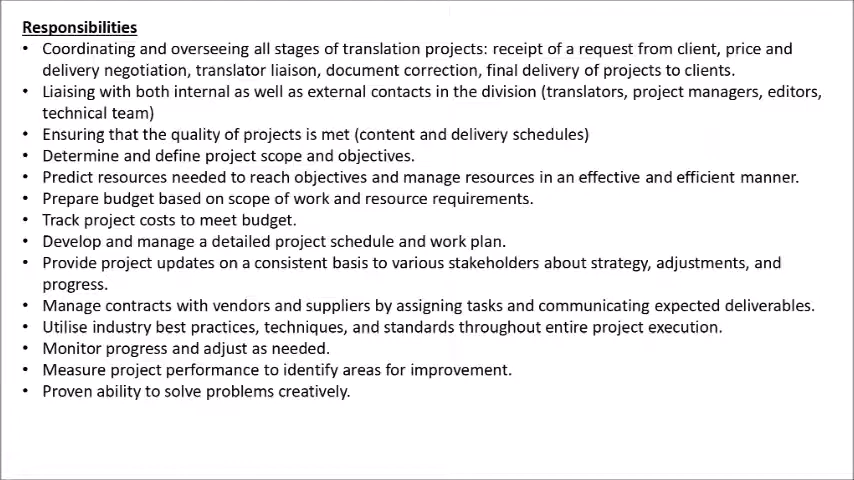 Responsibilities
• Coordinating and overseeing all stages of translation projects: receipt of a request from client, price and
delivery negotiation, translator liaison, document correction, final delivery of projects to clients.
• Liaising with both internal as well as external contacts in the division (translators, project managers, editors,
technical team)
• Ensuring that the quality of projects is met (content and delivery schedules)
• Determine and define project scope and objectives.
• Predict resources needed to reach objectives and manage resources in an effective and efficient manner.
• Prepare budget based on scope of work and resource requirements.
• Track project costs to meet budget.
• Develop and manage a detailed project schedule and work plan.
• Provide project updates on a consistent basis to various stakeholders about strategy, adjustments, and
progress.
• Manage contracts with vendors and suppliers by assigning tasks and communicating expected deliverables.
• Utilise industry best practices, techniques, and standards throughout entire project execution.
• Monitor progress and adjust as needed.
• Measure project performance to identify areas for improvement.
• Proven ability to solve problems creatively.